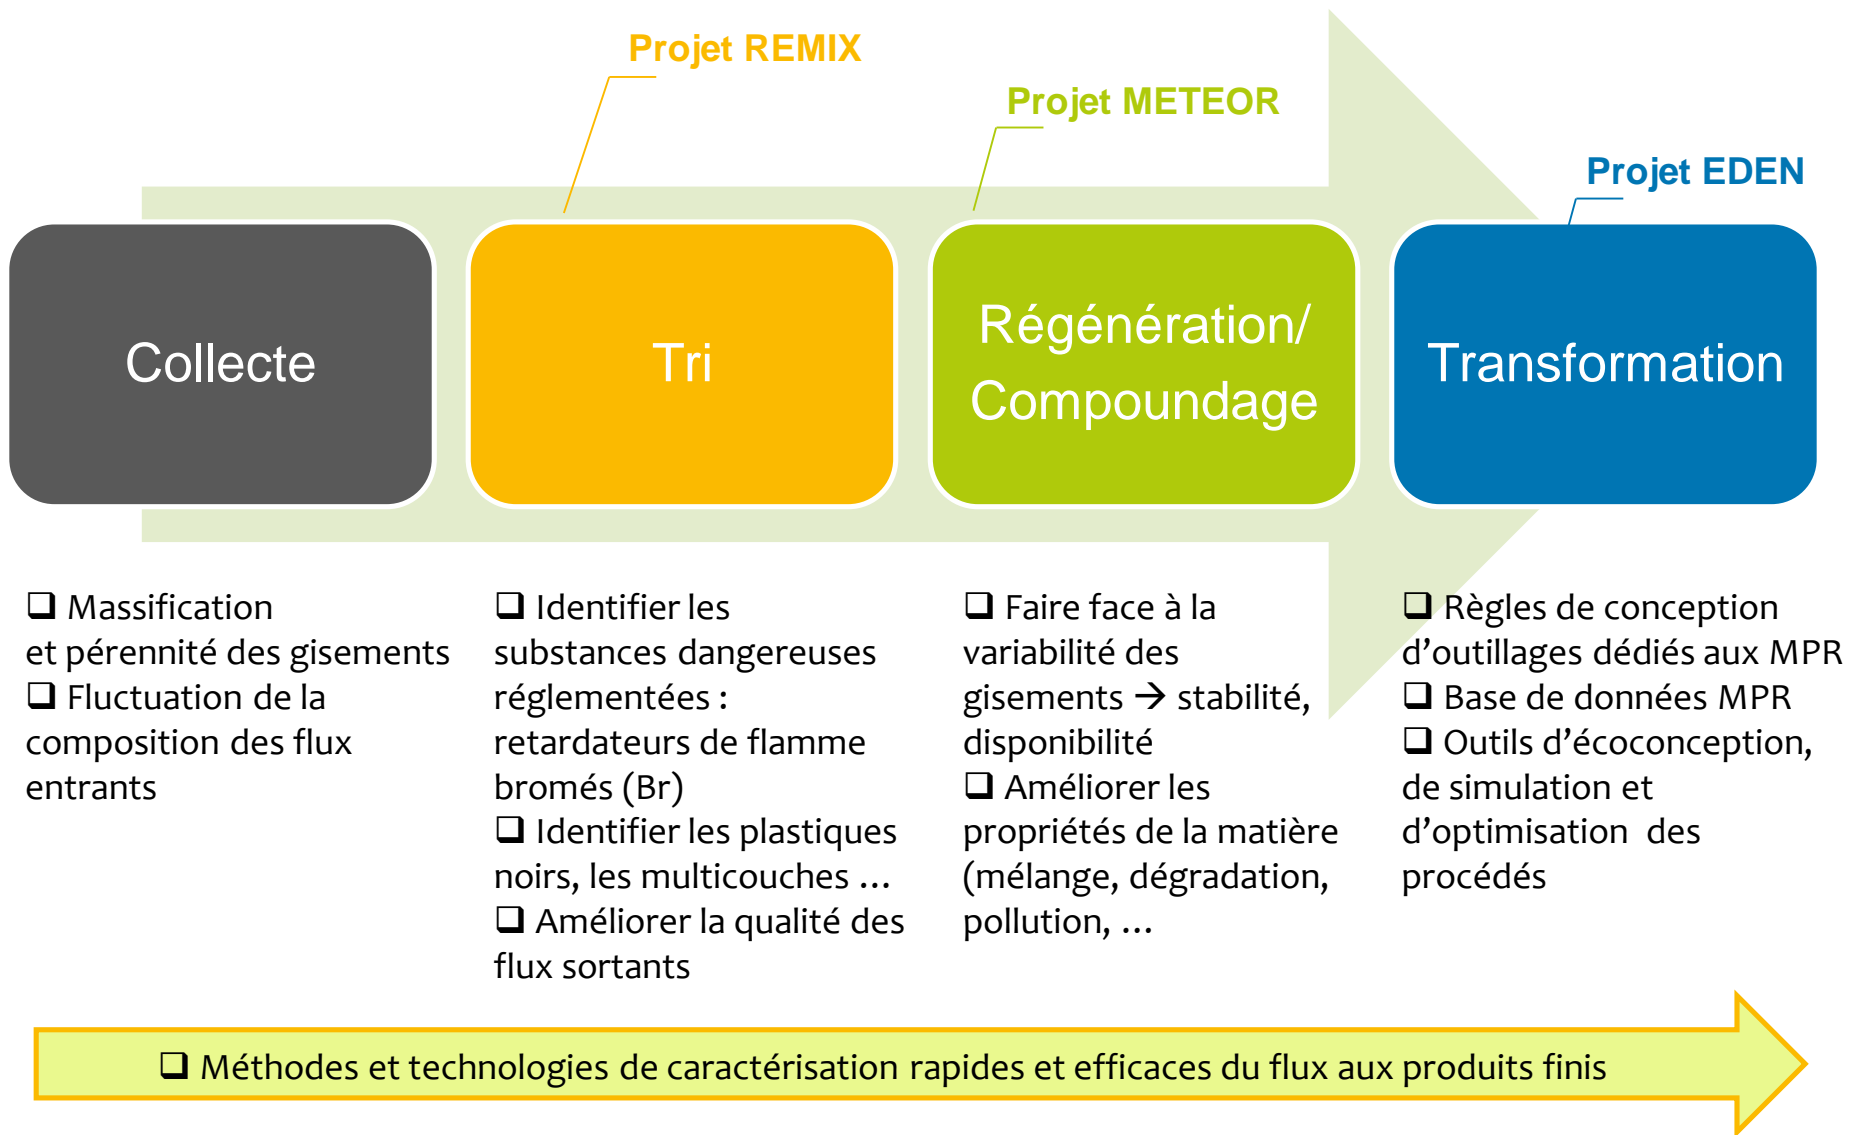 Projet REMIX
Projet METEOR
Projet EDEN
Collecte
Tri
Régénération/
Compoundage
Transformation
❑ Massification
et pérennité des gisements
❑ Fluctuation de la
composition des flux
entrants
❑ Identifier les
substances dangereuses
réglementées :
retardateurs de flamme
bromés (Br)
❑ Identifier les plastiques
noirs, les multicouches …
❑ Améliorer la qualité des
flux sortants
❑ Faire face à la
variabilité des
gisements → stabilité,
disponibilité
❑ Améliorer les
propriétés de la matière
(mélange, dégradation,
pollution, …
❑ Règles de conception
d’outillages dédiés aux MPR
❑ Base de données MPR
❑ Outils d’écoconception,
de simulation et
d’optimisation des
procédés
❑ Méthodes et technologies de caractérisation rapides et efficaces du flux aux produits finis